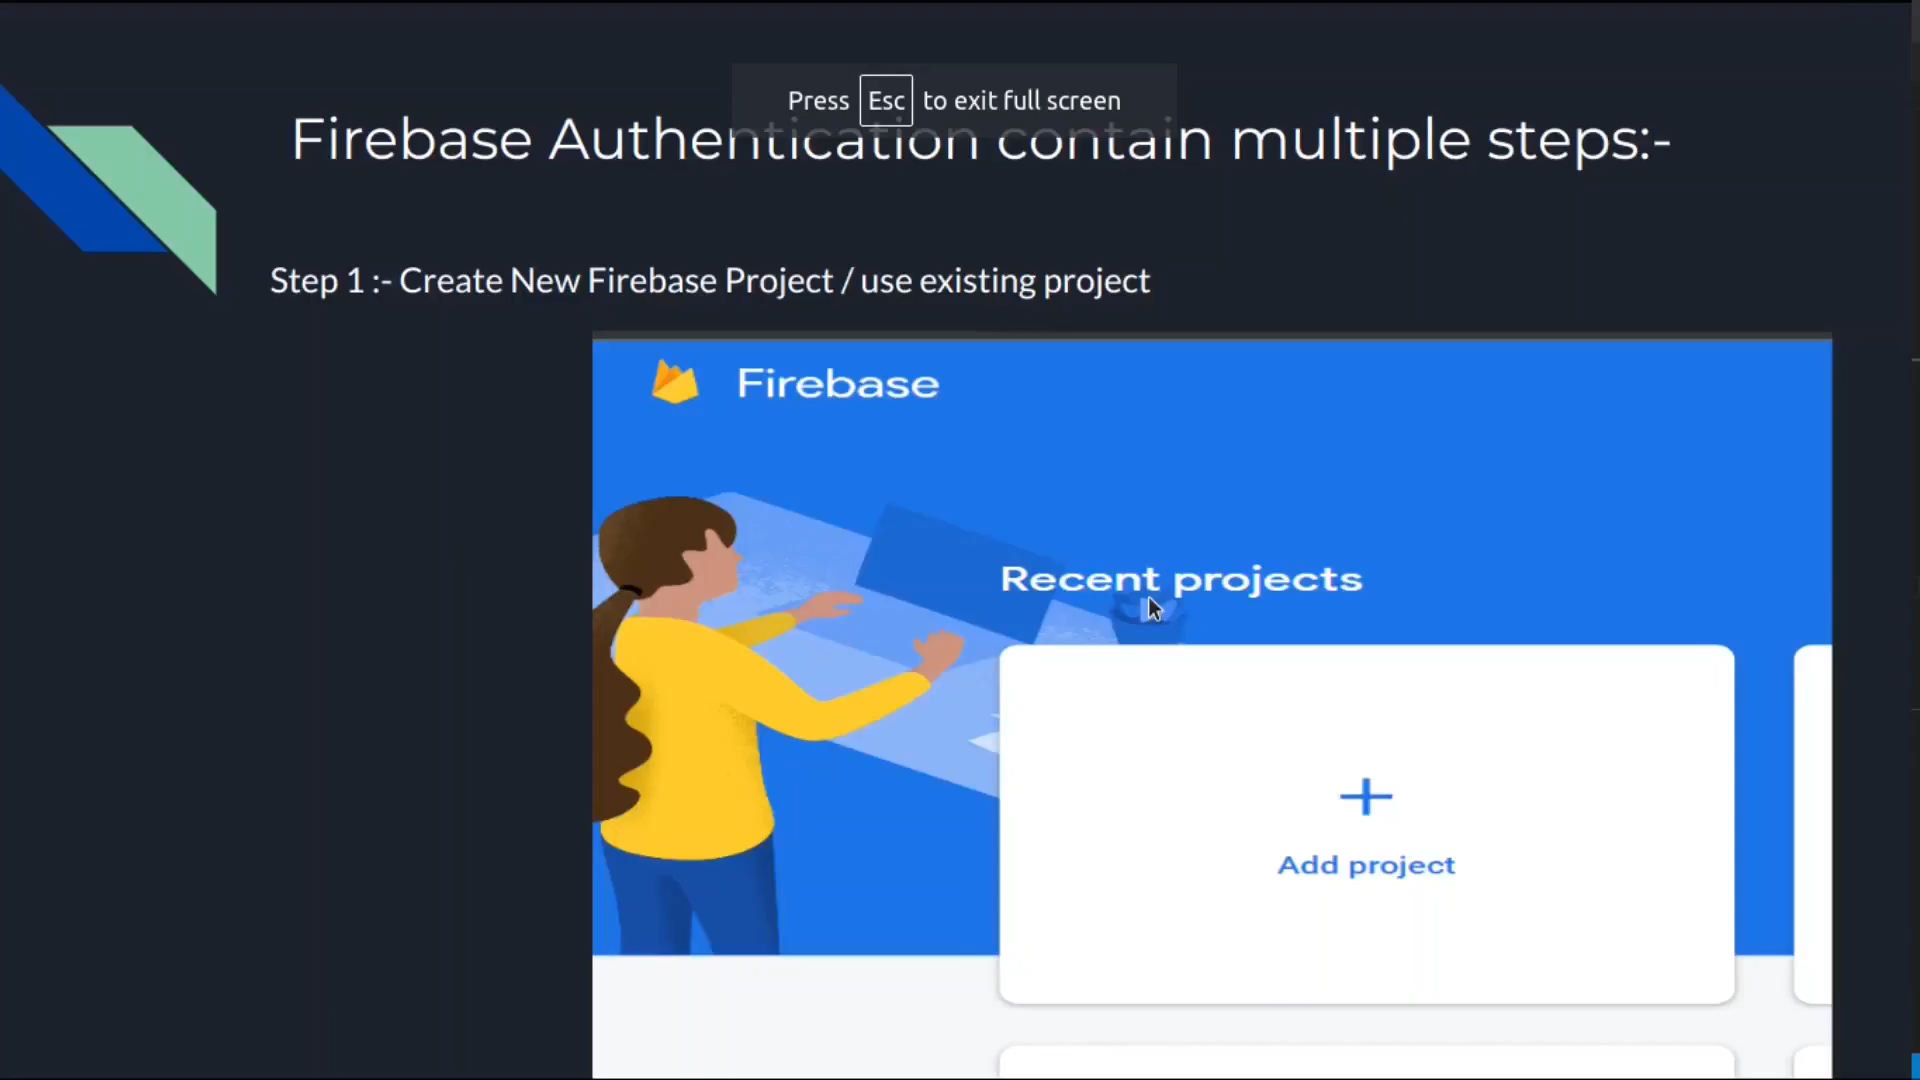 Press Esc to exit full screen
Firebase Authentication contain multiple steps:-
Step 1 :- Create New Firebase Project / use existing project
Firebase
Recent projects
Add project